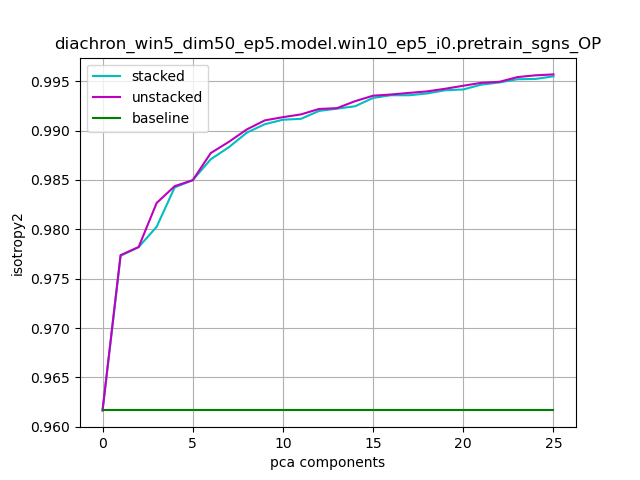 diachron_win5_dim50_ep5.model.win10_ep5_i0.pretrain_sgns_OP
stacked
unstacked
baseline
isotropy2
0.995
0.990
0.985
0.980
0.975
0.970
0.965
0.960
0 5 10 15 20 25
pca components